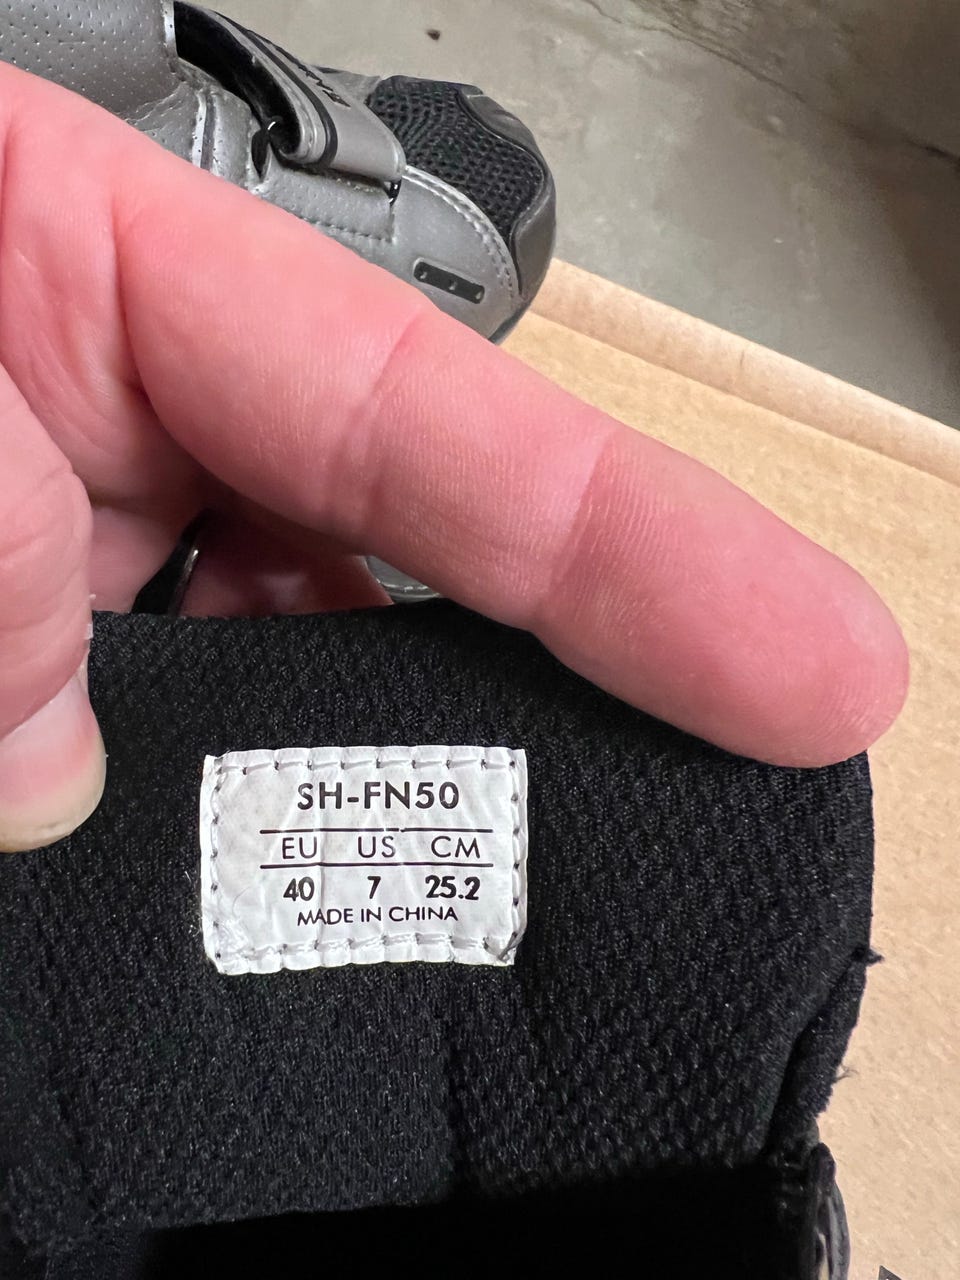 SH-FN50
EU US CM
40 7 25.2
MADE IN CHINA